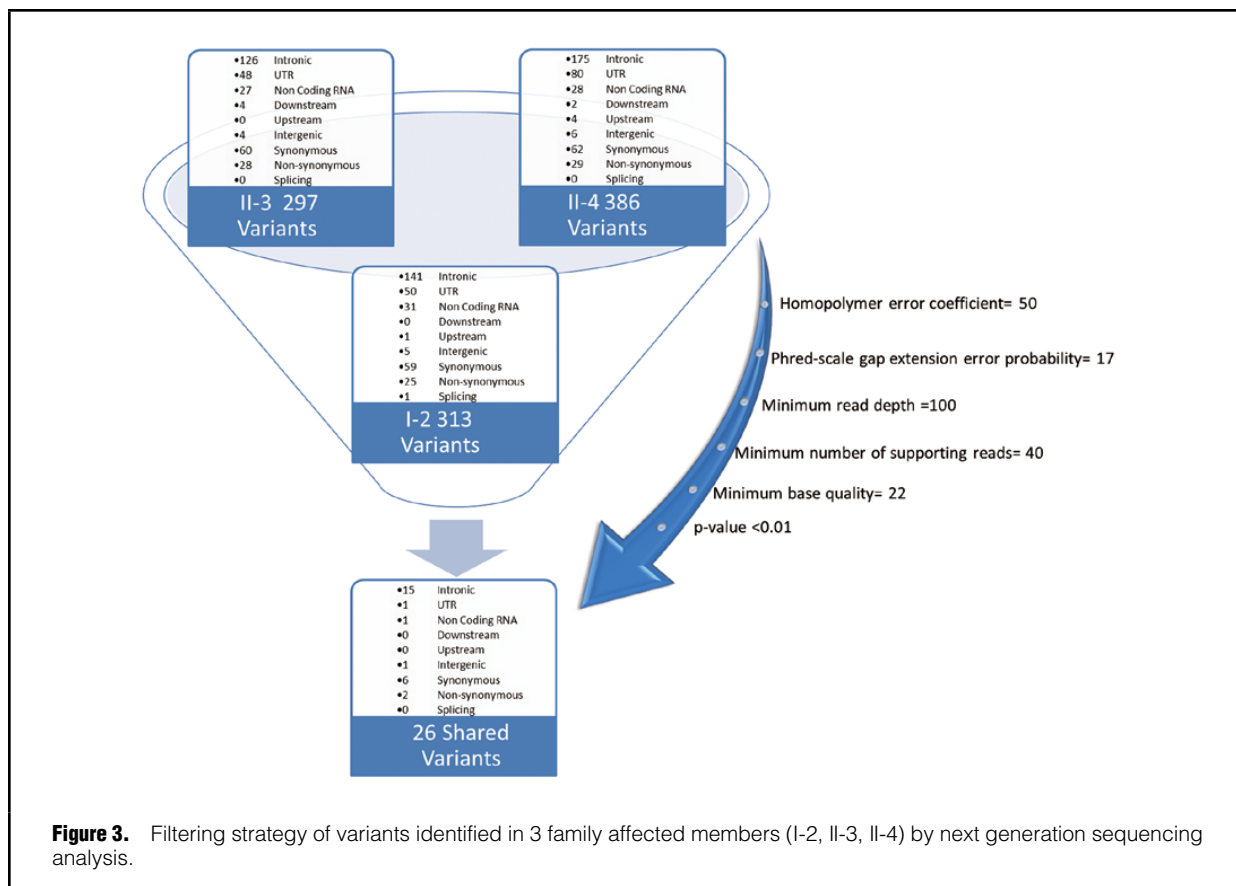 •126 Intronic
•48 UTR
•27 Non Coding RNA
•4 Downstream
•0 Upstream
•4 Intergenic
•60 Synonymous
•28 Non-synonymous
•0 Splicing
II-3 297
Variants
•175 Intronic
•80 UTR
•28 Non Coding RNA
•2 Downstream
•4 Upstream
•6 Intergenic
•62 Synonymous
•29 Non-synonymous
•0 Splicing
II-4 386
Variants
•141 Intronic
•50 UTR
•31 Non Coding RNA
•0 Downstream
•1 Upstream
•5 Intergenic
•59 Synonymous
•25 Non-synonymous
•1 Splicing
I-2 313
Variants
Homopolymer error coefficient= 50
Phred-scale gap extension error probability= 17
Minimum read depth =100
Minimum number of supporting reads= 40
Minimum base quality= 22
p-value <0.01
•15 Intronic
•1 UTR
•1 Non Coding RNA
•0 Downstream
•0 Upstream
•1 Intergenic
•6 Synonymous
•2 Non-synonymous
•0 Splicing
26 Shared
Variants
Figure 3. Filtering strategy of variants identified in 3 family affected members (I-2, II-3, II-4) by next generation sequencing
analysis.